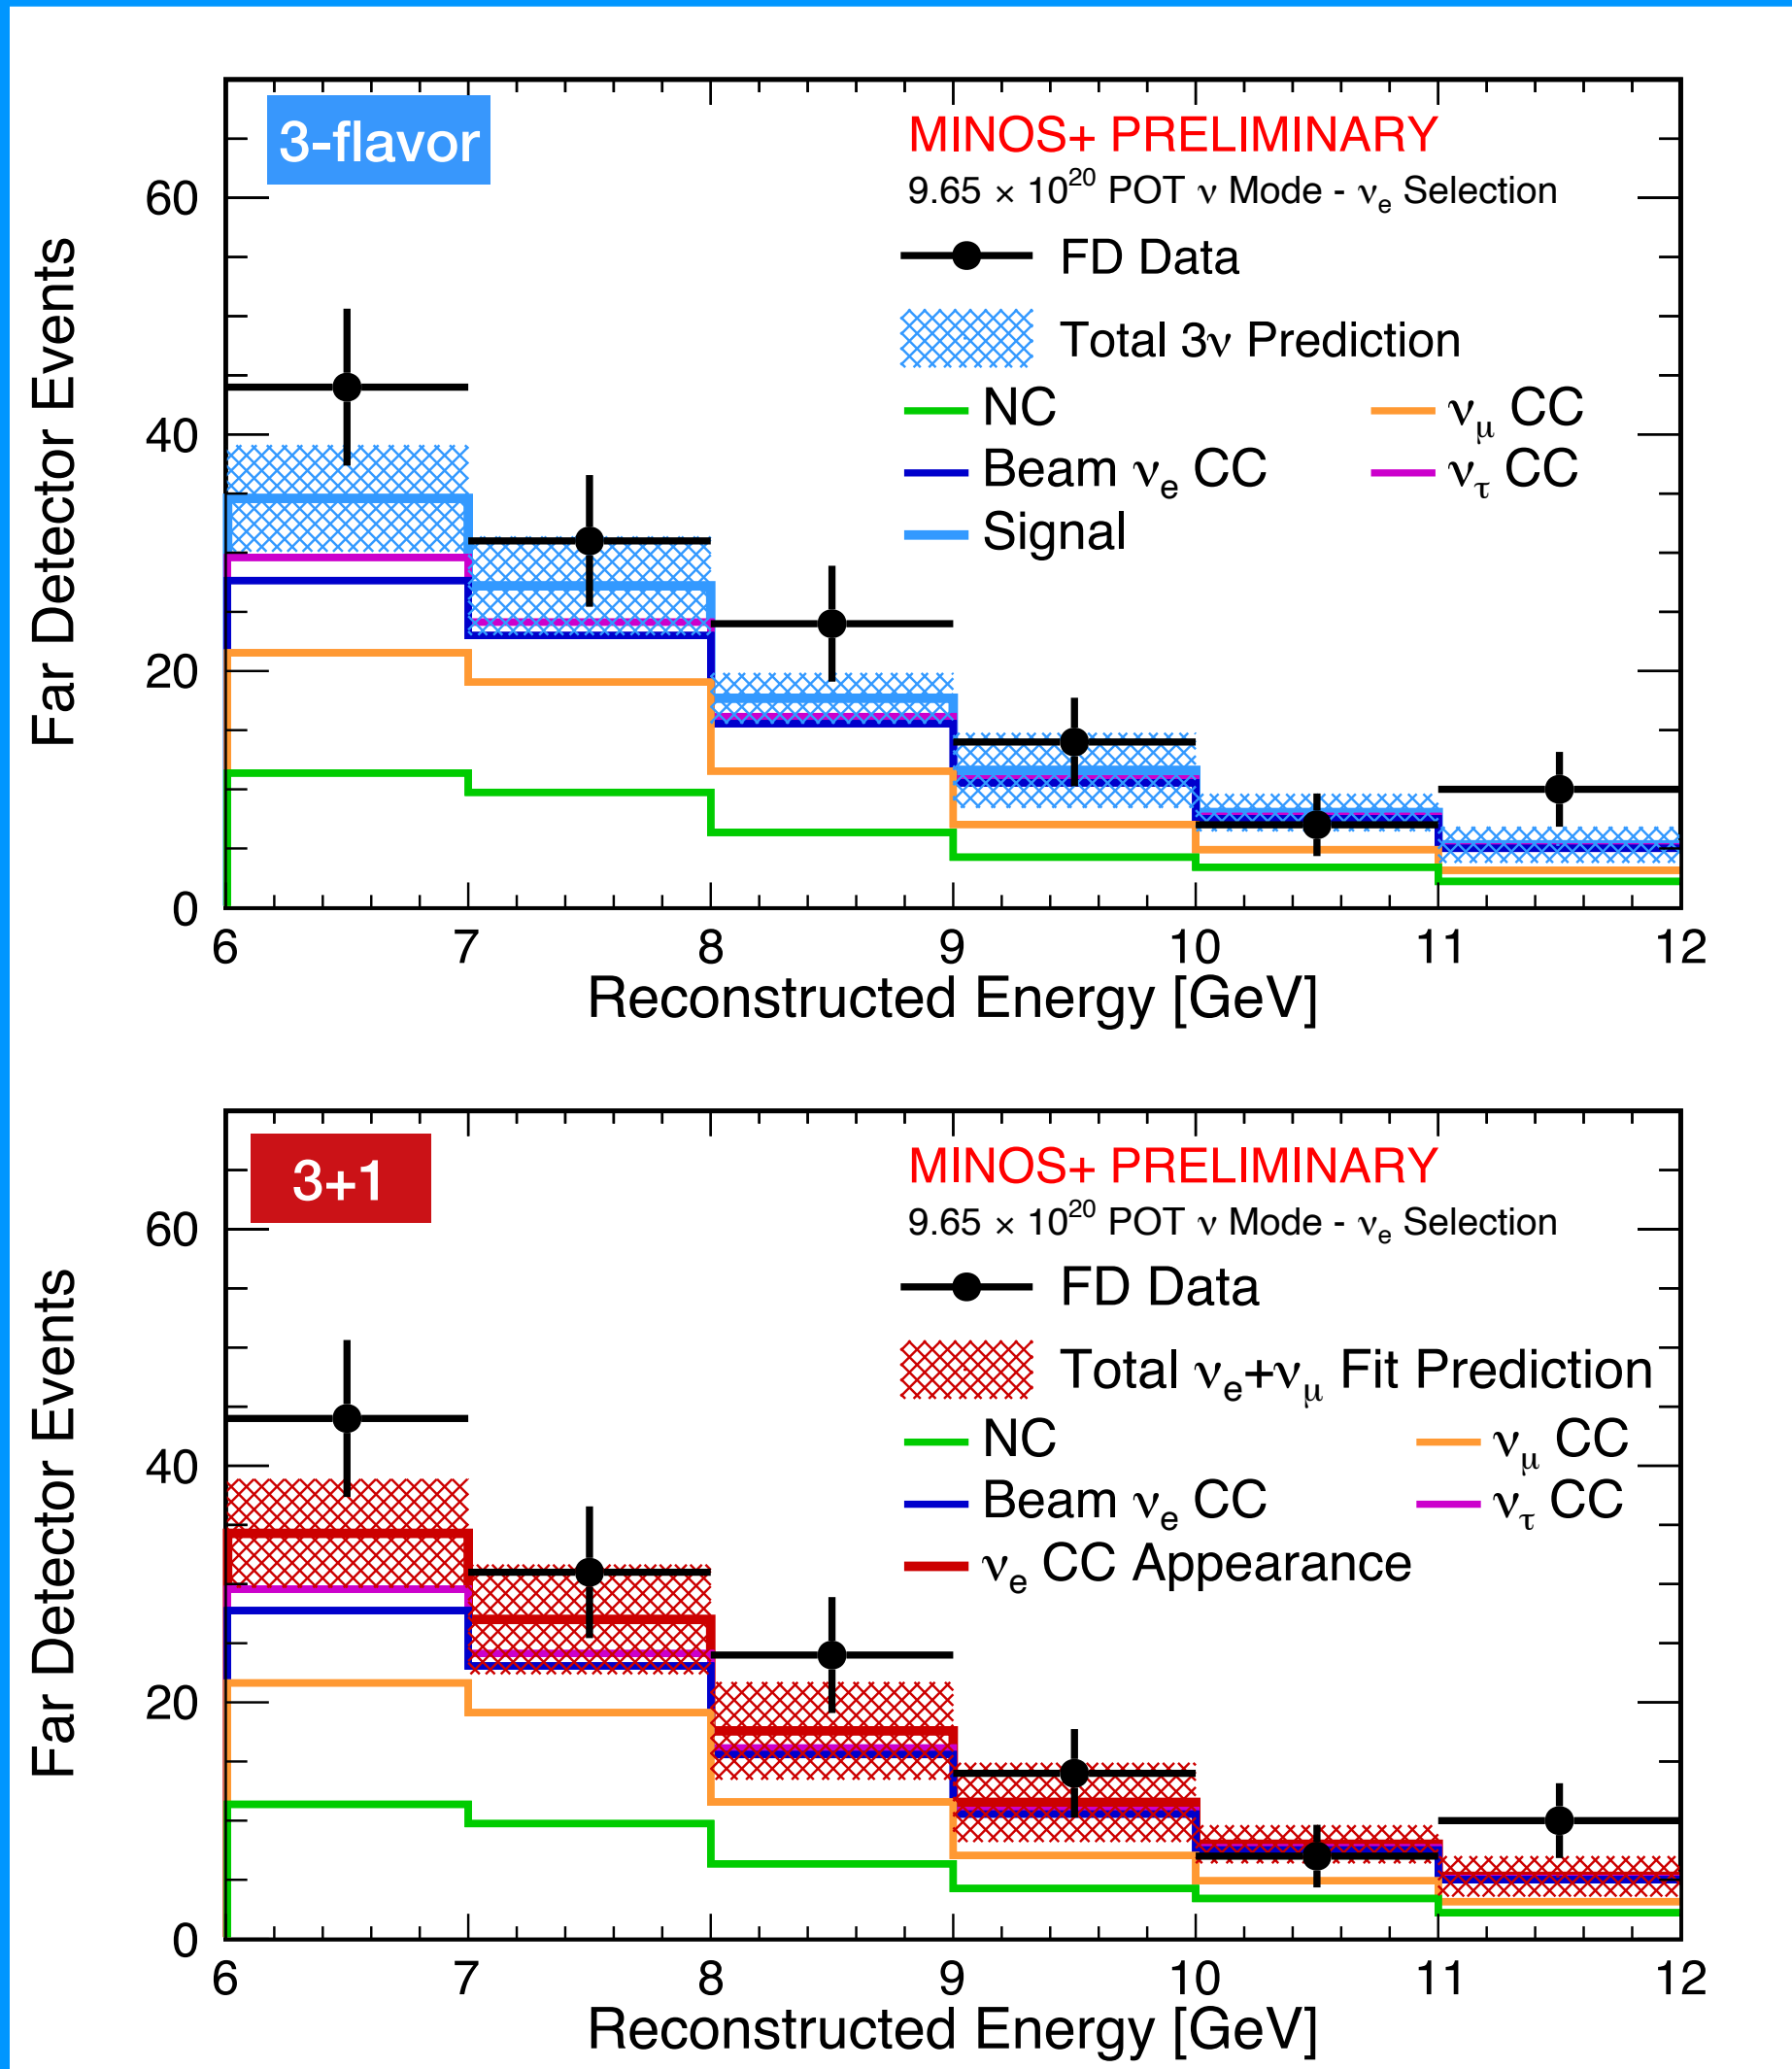 3-flavor
MINOS+ PRELIMINARY
9.65 × 10²⁰ POT ν Mode - νₑ Selection
FD Data
Total 3ν Prediction
NC
ν_μ CC
Beam νₑ CC
ν_τ CC
Signal
Far Detector Events
60
40
20
0
6 7 8 9 10 11 12
Reconstructed Energy [GeV]
3+1
MINOS+ PRELIMINARY
9.65 × 10²⁰ POT ν Mode - νₑ Selection
FD Data
Total νₑ+ν_μ Fit Prediction
NC
ν_μ CC
Beam νₑ CC
ν_τ CC
νₑ CC Appearance
Far Detector Events
60
40
20
0
6 7 8 9 10 11 12
Reconstructed Energy [GeV]